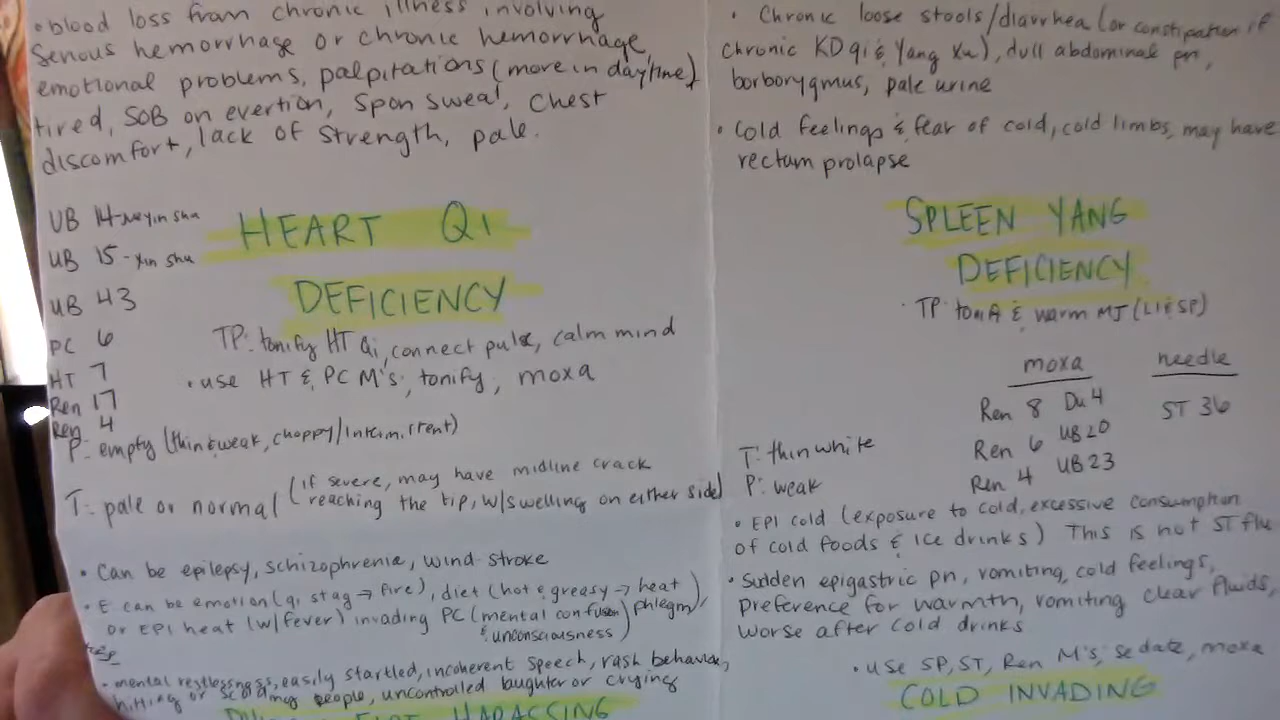 • blood loss from chronic illness involving
serious hemorrhage or chronic hemorrhage,
emotional problems, palpitations (more in daytime)
tired, SOB on exertion, spon sweat, chest
discomfort, lack of strength, pale.
UB 14
UB 15 - xin shu
UB 43
PC 6
HT 7
Ren 17
Ren 4
HEART QI
DEFICIENCY
TP: tonify HT Qi, connect pulse, calm mind
• use HT & PC M's, tonify, moxa
P: empty (thin & weak, choppy/intermittent)
T: pale or normal (if severe, may have midline crack
reaching the tip, w/swelling on either side)
• Can be epilepsy, schizophrenia, wind stroke
• E can be emotion (qi stag → fire), diet (hot & greasy → heat
phlegm),
or EPI heat (w/fever) invading PC (mental confusion
& unconsciousness)
• mental restlessness, easily startled, incoherent speech, rash behavior,
hitting or scolding people, uncontrolled laughter or crying
HARASSING
• Chronic loose stools/diarrhea (or constipation if
chronic KD qi & Yang Xu), dull abdominal pn,
borborygmus, pale urine
• Cold feelings & fear of cold, cold limbs, may have
rectum prolapse
SPLEEN YANG
DEFICIENCY
• TP: & warm MJ
moxa needle
Ren 8 Du 4 ST 36
Ren 6 UB20
Ren 4 UB23
T: thin white
P: weak
• EPI cold (exposure to cold, excessive consumption
of cold foods & ice drinks) This is not ST
• Sudden epigastric pn, vomiting, cold feelings,
preference for warmth, vomiting clear fluids,
worse after cold drinks
• use SP, ST, Ren M's, sedate, moxa
COLD INVADING